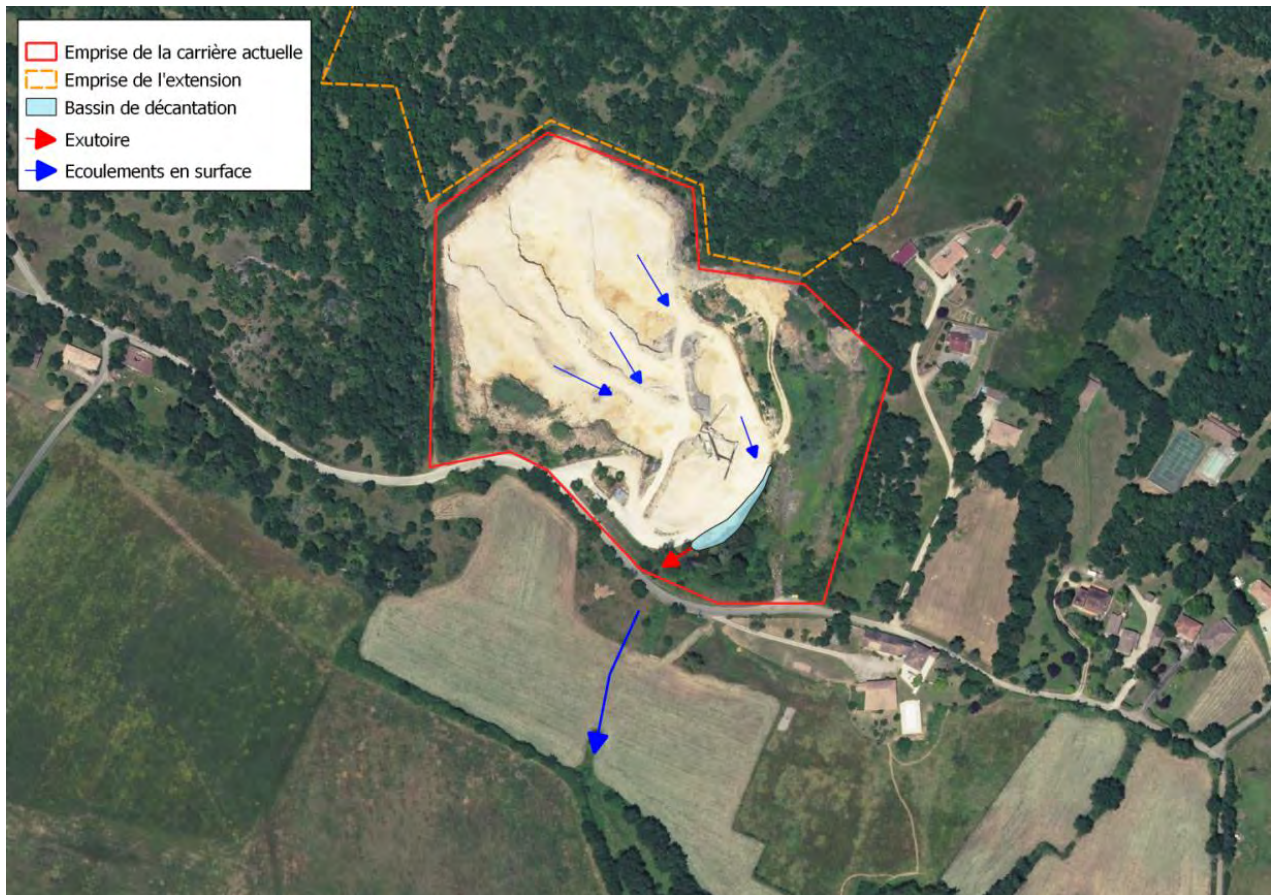 Emprise de la carrière actuelle
Emprise de l'extension
Bassin de décantation
Exutoire
Ecoulements en surface